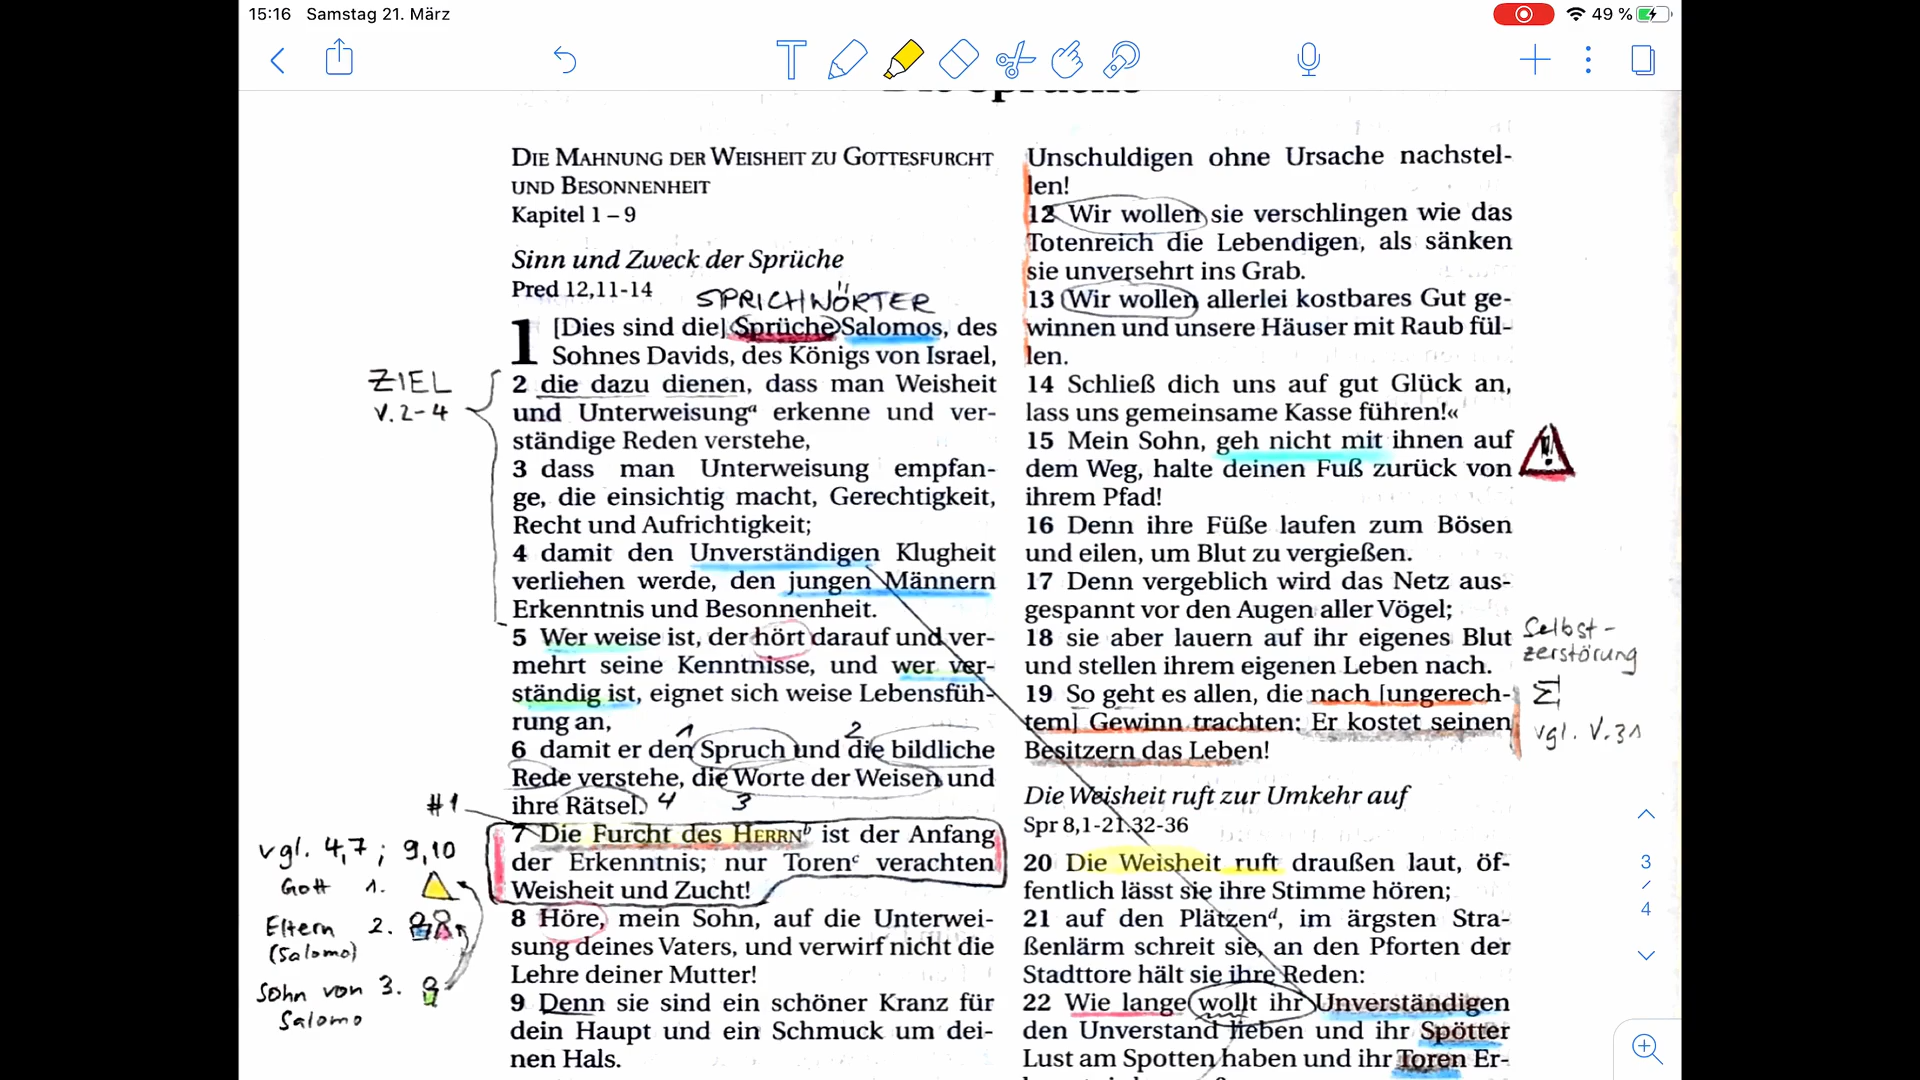 15:16 Samstag 21. März
49 %
Die Sprüche
DIE MAHNUNG DER WEISHEIT ZU GOTTESFURCHT
UND BESONNENHEIT
Kapitel 1 – 9
Sinn und Zweck der Sprüche
Pred 12,11-14
SPRICHWÖRTER
1 [Dies sind die] Sprüche Salomos, des
Sohnes Davids, des Königs von Israel,
ZIEL
V. 2-4
2 die dazu dienen, dass man Weisheit
und Unterweisungᵃ erkenne und ver-
ständige Reden verstehe,
3 dass man Unterweisung empfan-
ge, die einsichtig macht, Gerechtigkeit,
Recht und Aufrichtigkeit;
4 damit den Unverständigen Klugheit
verliehen werde, den jungen Männern
Erkenntnis und Besonnenheit.
5 Wer weise ist, der hört darauf und ver-
mehrt seine Kenntnisse, und wer ver-
ständig ist, eignet sich weise Lebensfüh-
rung an,
1 2
6 damit er den Spruch und die bildliche
Rede verstehe, die Worte der Weisen und
ihre Rätsel.
4 3
#1
7 Die Furcht des HERRNᵇ ist der Anfang
der Erkenntnis; nur Torenᶜ verachten
Weisheit und Zucht!
vgl. 4,7 ; 9,10
Gott 1.
Eltern 2.
(Salomo)
Sohn von 3.
Salomo
8 Höre, mein Sohn, auf die Unterwei-
sung deines Vaters, und verwirf nicht die
Lehre deiner Mutter!
9 Denn sie sind ein schöner Kranz für
dein Haupt und ein Schmuck um dei-
nen Hals.
Unschuldigen ohne Ursache nachstel-
len!
12 Wir wollen sie verschlingen wie das
Totenreich die Lebendigen, als sänken
sie unversehrt ins Grab.
13 Wir wollen allerlei kostbares Gut ge-
winnen und unsere Häuser mit Raub fül-
len.
14 Schließ dich uns auf gut Glück an,
lass uns gemeinsame Kasse führen!«
15 Mein Sohn, geh nicht mit ihnen auf
dem Weg, halte deinen Fuß zurück von
ihrem Pfad!
!
16 Denn ihre Füße laufen zum Bösen
und eilen, um Blut zu vergießen.
17 Denn vergeblich wird das Netz aus-
gespannt vor den Augen aller Vögel;
18 sie aber lauern auf ihr eigenes Blut
und stellen ihrem eigenen Leben nach.
Selbst-
zerstörung
19 So geht es allen, die nach [ungerech-
tem] Gewinn trachten: Er kostet seinen
Besitzern das Leben!
Σ
vgl. V. 31
Die Weisheit ruft zur Umkehr auf
Spr 8,1-21.32-36
20 Die Weisheit ruft draußen laut, öf-
fentlich lässt sie ihre Stimme hören;
21 auf den Plätzenᵈ, im ärgsten Stra-
ßenlärm schreit sie, an den Pforten der
Stadttore hält sie ihre Reden:
22 Wie lange wollt ihr Unverständigen
den Unverstand lieben und ihr Spötter
Lust am Spotten haben und ihr Toren Er-
3
/
4